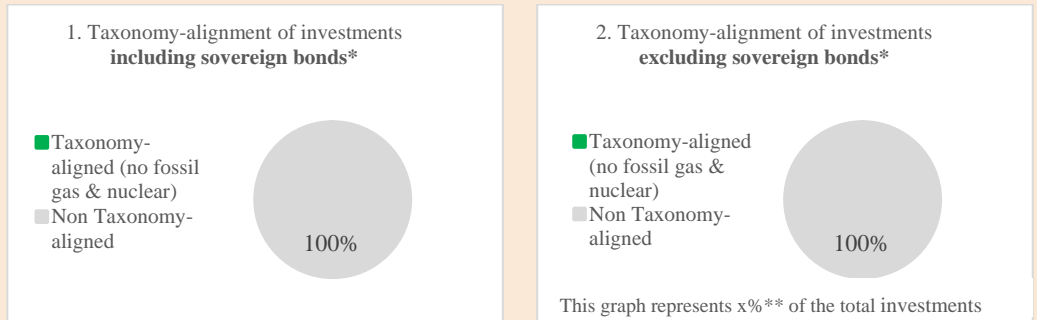 1. Taxonomy-alignment of investments
including sovereign bonds*
Taxonomy-
aligned (no fossil
gas & nuclear)
Non Taxonomy-
aligned
100%
2. Taxonomy-alignment of investments
excluding sovereign bonds*
Taxonomy-aligned
(no fossil gas &
nuclear)
Non Taxonomy-
aligned
100%
This graph represents x%** of the total investments